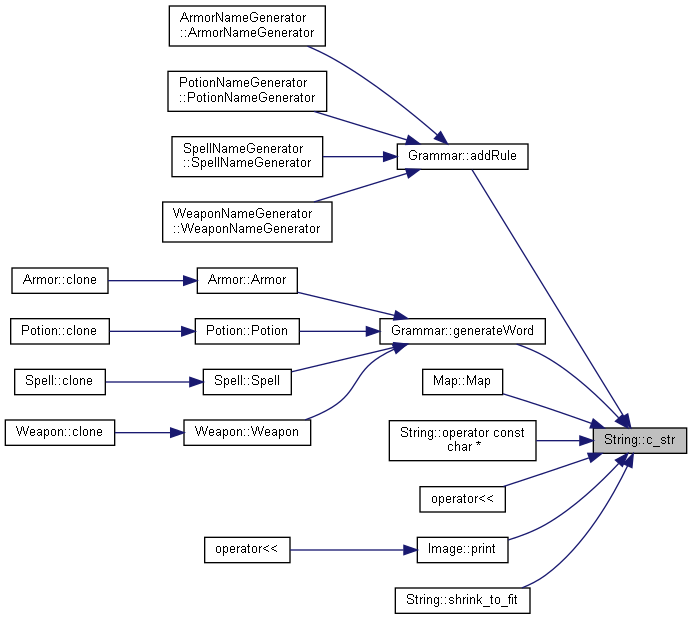 ArmorNameGenerator
::ArmorNameGenerator
PotionNameGenerator
::PotionNameGenerator
SpellNameGenerator
::SpellNameGenerator
Grammar::addRule
WeaponNameGenerator
::WeaponNameGenerator
Armor::clone
Armor::Armor
Potion::clone
Potion::Potion
Grammar::generateWord
Spell::clone
Spell::Spell
Map::Map
Weapon::clone
Weapon::Weapon
String::operator const
char *
String::c_str
operator<<
operator<<
Image::print
String::shrink_to_fit